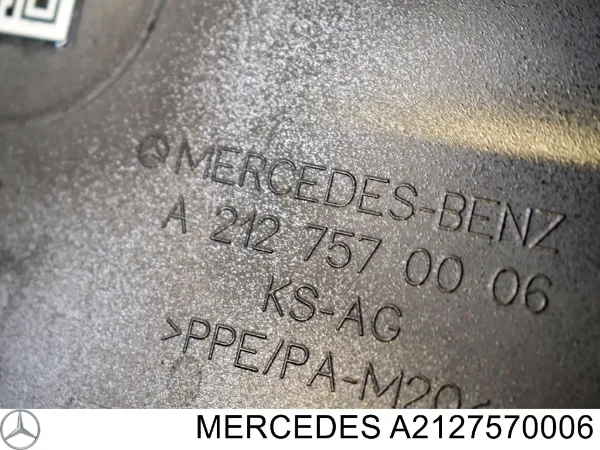 MERCEDES-BENZ
A 212 757 00 06
KS-AG
>PPE/PA-M20
MERCEDES A2127570006